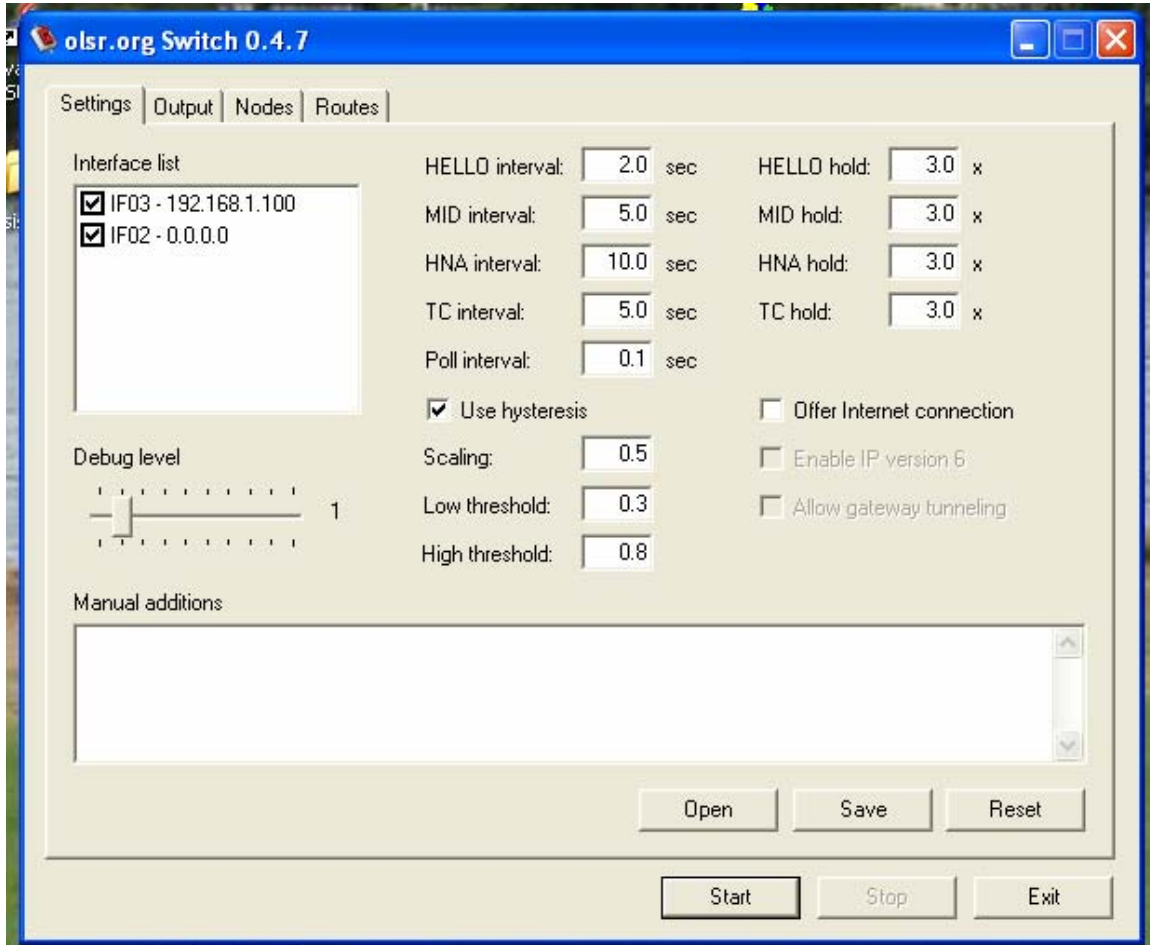 olsr.org Switch 0.4.7
Settings Output Nodes Routes
Interface list
IF03 - 192.168.1.100
IF02 - 0.0.0.0
HELLO interval: 2.0 sec HELLO hold: 3.0 x
MID interval: 5.0 sec MID hold: 3.0 x
HNA interval: 10.0 sec HNA hold: 3.0 x
TC interval: 5.0 sec TC hold: 3.0 x
Poll interval: 0.1 sec
Use hysteresis Offer Internet connection
Debug level
1
Scaling: 0.5 Enable IP version 6
Low threshold: 0.3 Allow gateway tunneling
High threshold: 0.8
Manual additions
Open Save Reset
Start Stop Exit